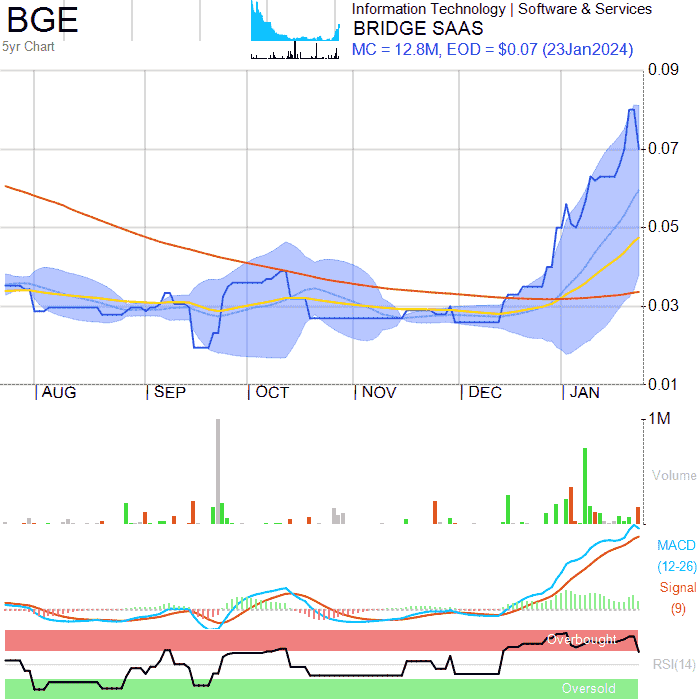 BGE
5yr Chart
Information Technology | Software & Services
BRIDGE SAAS
MC = 12.8M, EOD = $0.07 (23Jan2024)
0.09
0.07
0.05
0.03
0.01
| AUG | SEP | OCT | NOV | DEC | JAN
1M
Volume
MACD
(12-26)
Signal
(9)
Overbought
RSI(14)
Oversold